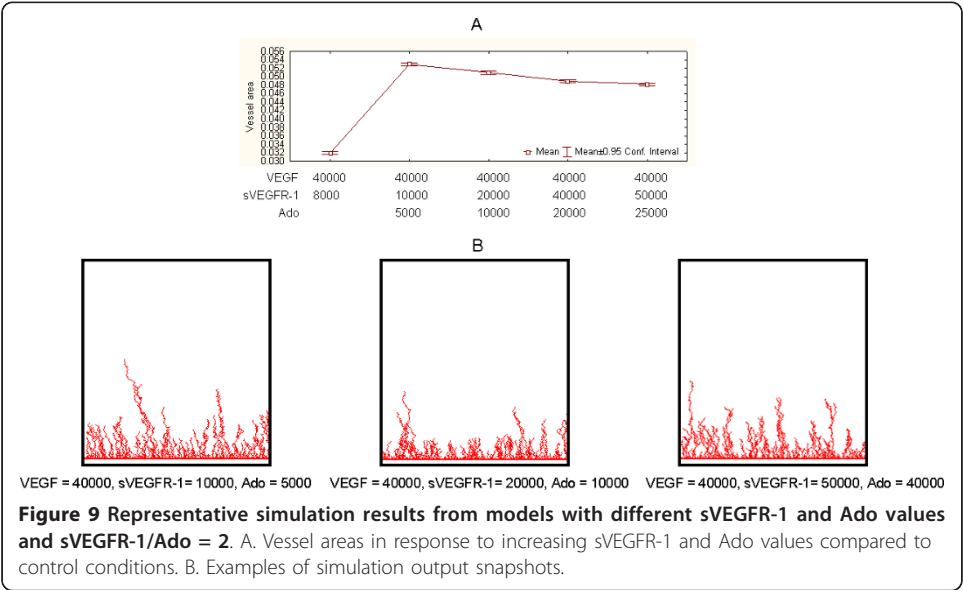 A
0.056
0.054
0.052
0.050
0.048
0.046
0.044
0.042
0.040
0.038
0.036
0.034
0.032
0.030
Vessel area
Mean Mean±0.95 Conf. Interval
VEGF 40000 40000 40000 40000 40000
sVEGFR-1 8000 10000 20000 40000 50000
Ado 5000 10000 20000 25000
B
VEGF = 40000, sVEGFR-1= 10000, Ado = 5000 VEGF = 40000, sVEGFR-1= 20000, Ado = 10000 VEGF = 40000, sVEGFR-1= 50000, Ado = 40000
Figure 9 Representative simulation results from models with different sVEGFR-1 and Ado values
and sVEGFR-1/Ado = 2. A. Vessel areas in response to increasing sVEGFR-1 and Ado values compared to
control conditions. B. Examples of simulation output snapshots.